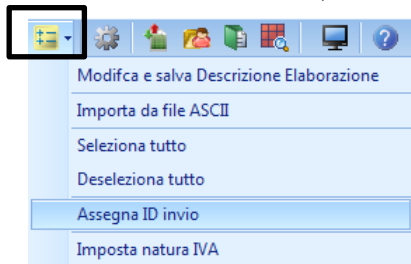 Modifca e salva Descrizione Elaborazione
Importa da file ASCII
Seleziona tutto
Deseleziona tutto
Assegna ID invio
Imposta natura IVA